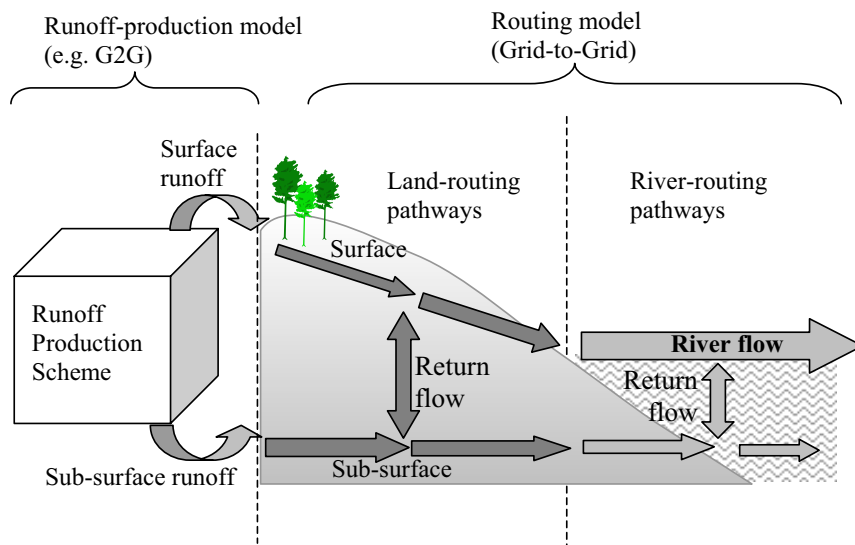 Runoff-production model
(e.g. G2G)
Routing model
(Grid-to-Grid)
Surface
runoff
Land-routing
pathways
River-routing
pathways
Surface
Runoff
Production
Scheme
River flow
Return
flow
Return
flow
Sub-surface
Sub-surface runoff